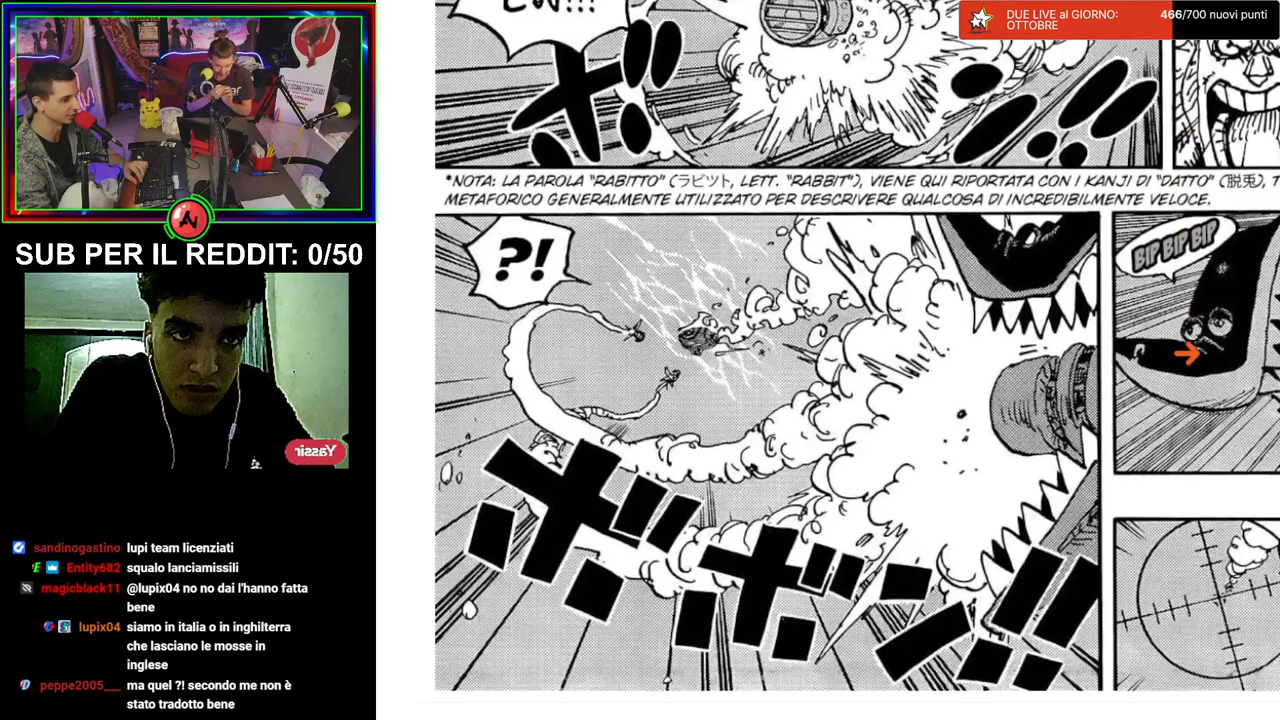 DUE LIVE al GIORNO:
OTTOBRE
466/700 nuovi punti
*NOTA: LA PAROLA "RABITTO" (ラビット, LETT. "RABBIT"), VIENE QUI RIPORTATA CON I KANJI DI "DATTO" (脱兎), T
METAFORICO GENERALMENTE UTILIZZATO PER DESCRIVERE QUALCOSA DI INCREDIBILMENTE VELOCE.
?!
BIP BIP BIP
SUB PER IL REDDIT: 0/50
Yassir
sandinogastino lupi team licenziati
Entity682 squalo lanciamissili
magicblack11 @lupix04 no no dai l'hanno fatta
bene
lupix04 siamo in italia o in inghilterra
che lasciano le mosse in
inglese
peppe2005___ ma quel ?! secondo me non è
stato tradotto bene